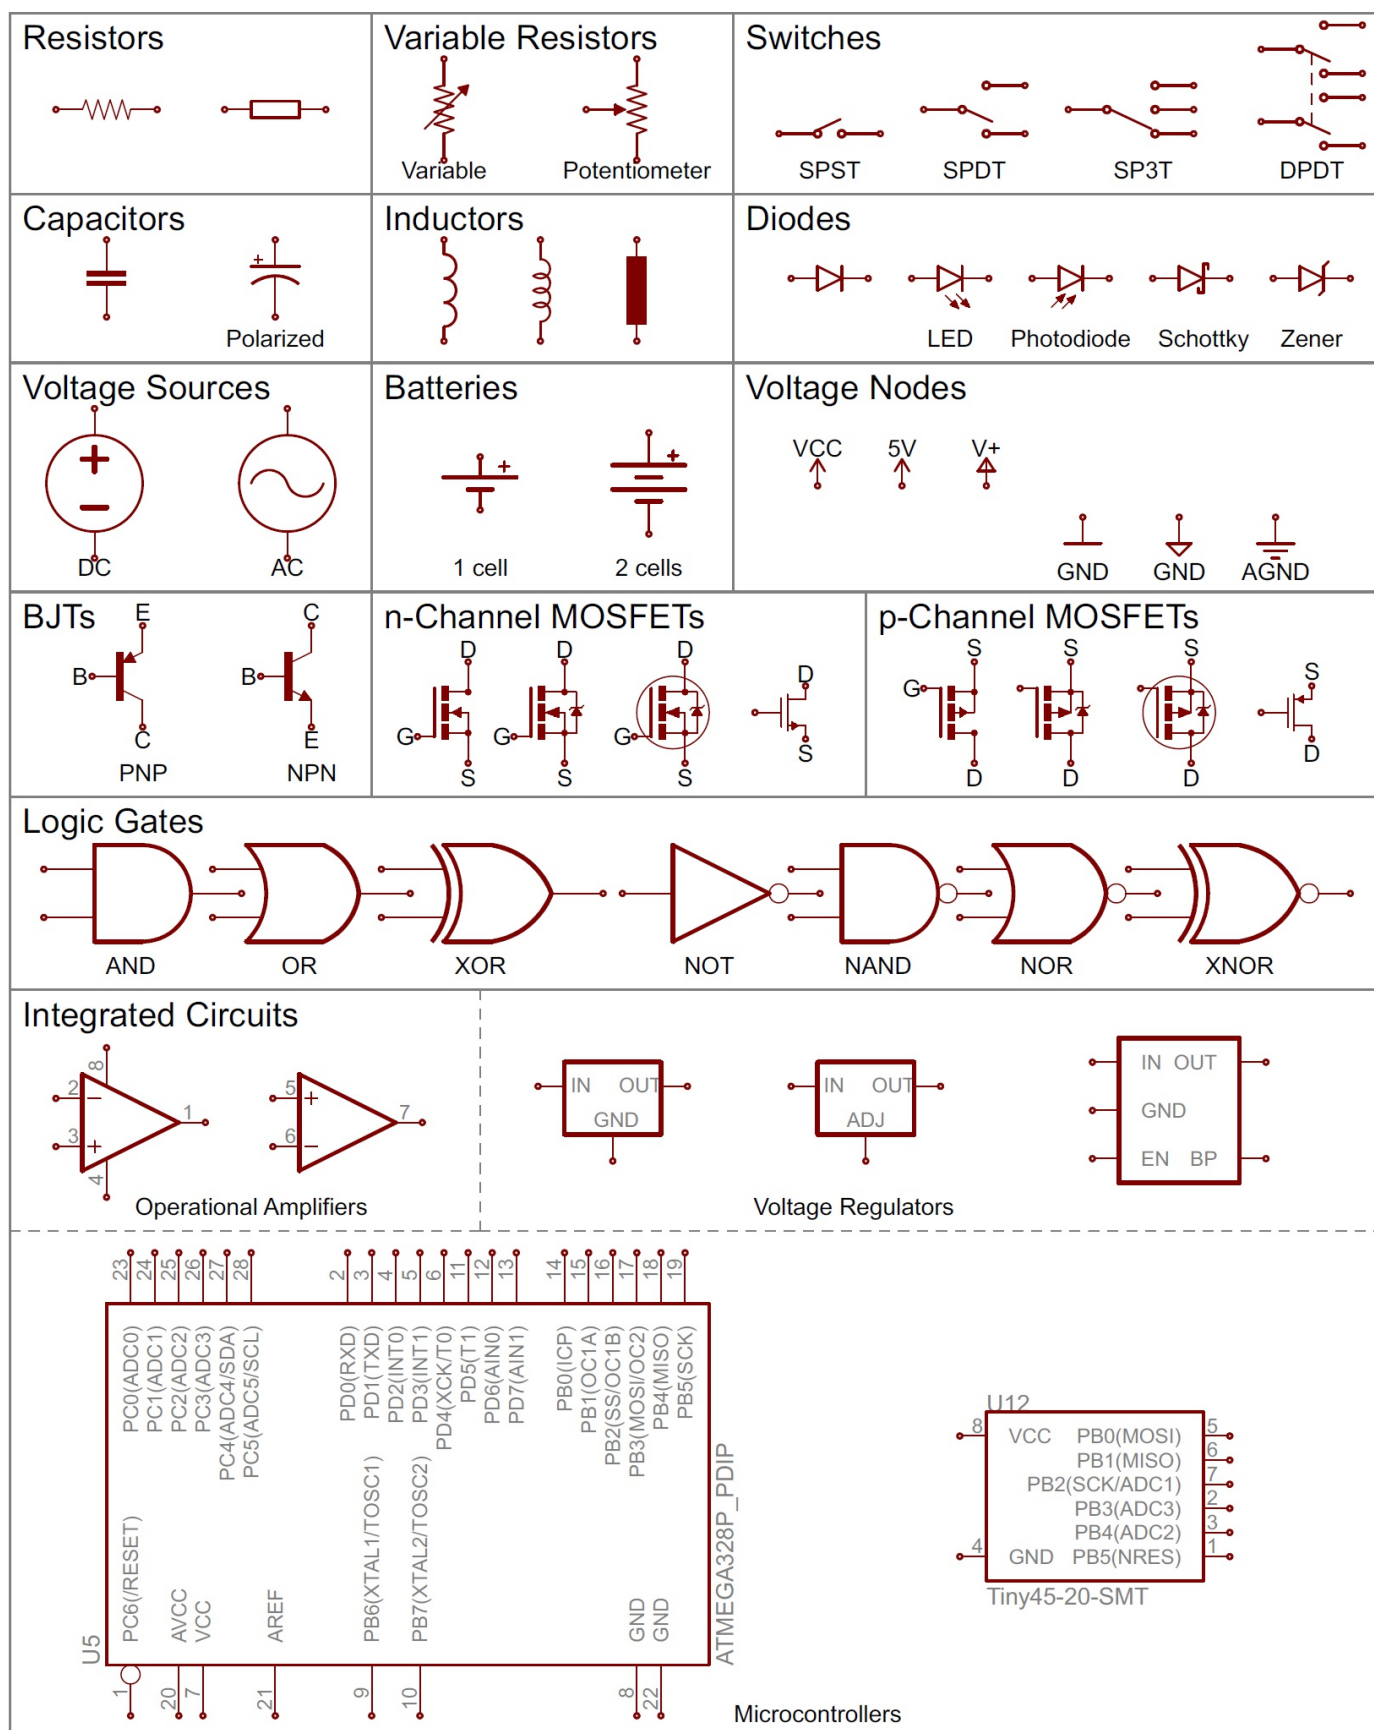 Resistors
Variable Resistors
Variable
Potentiometer
Switches
SPST
SPDT
SP3T
DPDT
Capacitors
+
Polarized
Inductors
Diodes
LED
Photodiode
Schottky
Zener
Voltage Sources
DC
AC
Batteries
+
+
1 cell
2 cells
Voltage Nodes
VCC
5V
V+
GND
GND
AGND
BJTs
E
B
C
PNP
C
B
E
NPN
n-Channel MOSFETs
D
G
S
D
G
S
D
G
S
D
S
p-Channel MOSFETs
S
G
D
S
D
S
D
S
D
Logic Gates
AND
OR
XOR
NOT
NAND
NOR
XNOR
Integrated Circuits
8
2
1
3
4
5
7
6
Operational Amplifiers
IN OUT
GND
IN OUT
ADJ
IN OUT
GND
EN BP
Voltage Regulators
23
24
25
26
27
28
2
3
4
5
6
11
12
13
14
15
16
17
18
19
PC0(ADC0)
PC1(ADC1)
PC2(ADC2)
PC3(ADC3)
PC4(ADC4/SDA)
PC5(ADC5/SCL)
PD0(RXD)
PD1(TXD)
PD2(INT0)
PD3(INT1)
PD4(XCK/T0)
PD5(T1)
PD6(AIN0)
PD7(AIN1)
PB0(ICP)
PB1(OC1A)
PB2(SS/OC1B)
PB3(MOSI/OC2)
PB4(MISO)
PB5(SCK)
PC6(/RESET)
AVCC
VCC
AREF
PB6(XTAL1/TOSC1)
PB7(XTAL2/TOSC2)
GND
GND
U5
ATMEGA328P_PDIP
1
20
7
21
9
10
8
22
U12
8 VCC PB0(MOSI) 5
PB1(MISO) 6
PB2(SCK/ADC1) 7
PB3(ADC3) 2
PB4(ADC2) 3
4 GND PB5(NRES) 1
Tiny45-20-SMT
Microcontrollers